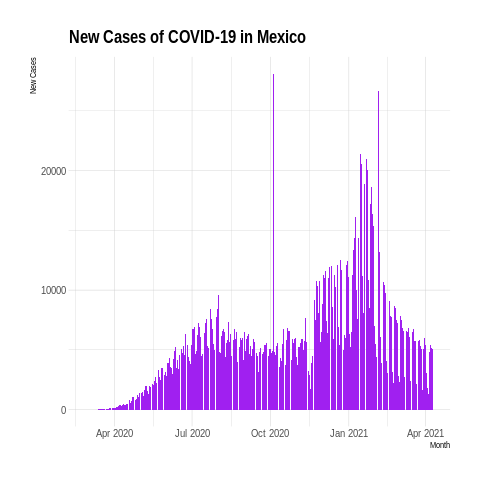 New Cases of COVID-19 in Mexico
New Cases
20000
10000
0
Apr 2020 Jul 2020 Oct 2020 Jan 2021 Apr 2021
Month